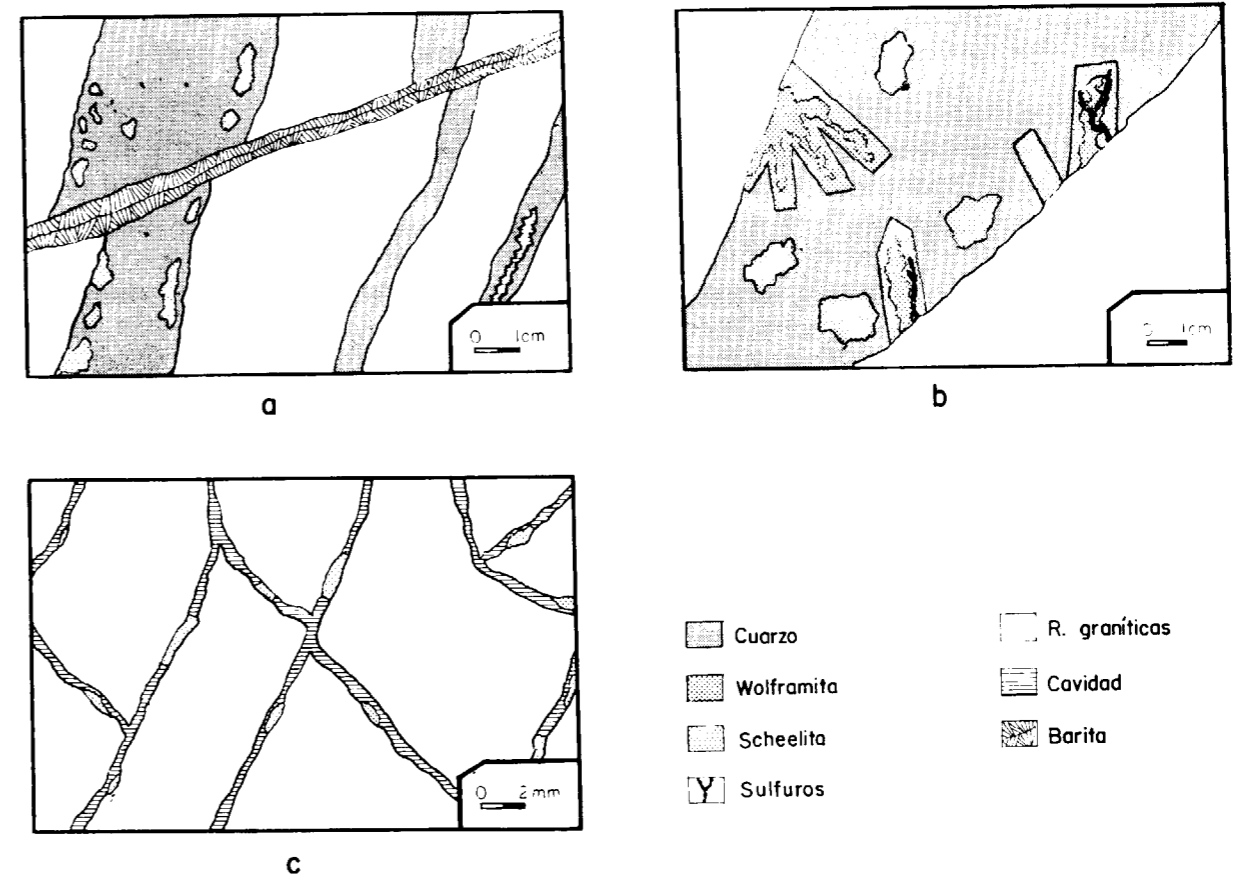 0 1cm
a
0 1cm
b
0 2mm
c
Cuarzo
Wolframita
Scheelita
Sulfuros
R. graníticas
Cavidad
Barita